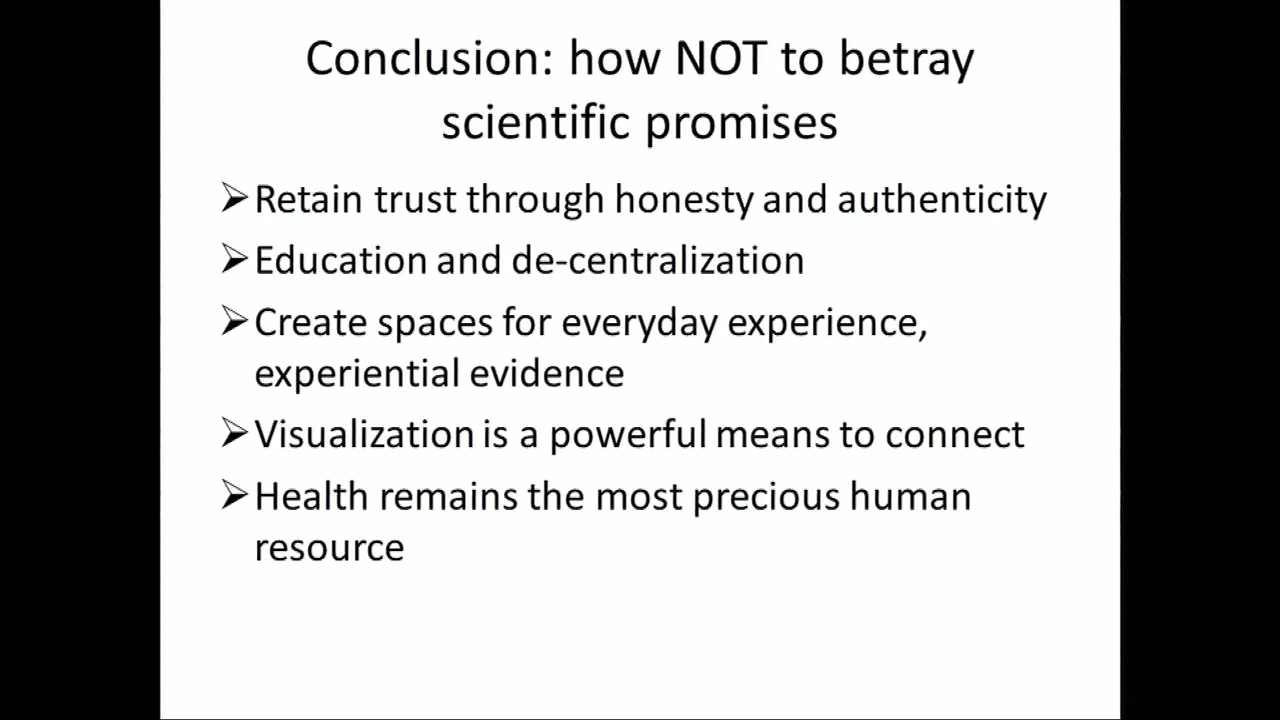 Conclusion: how NOT to betray
scientific promises
Retain trust through honesty and authenticity
Education and de-centralization
Create spaces for everyday experience,
experiential evidence
Visualization is a powerful means to connect
Health remains the most precious human
resource